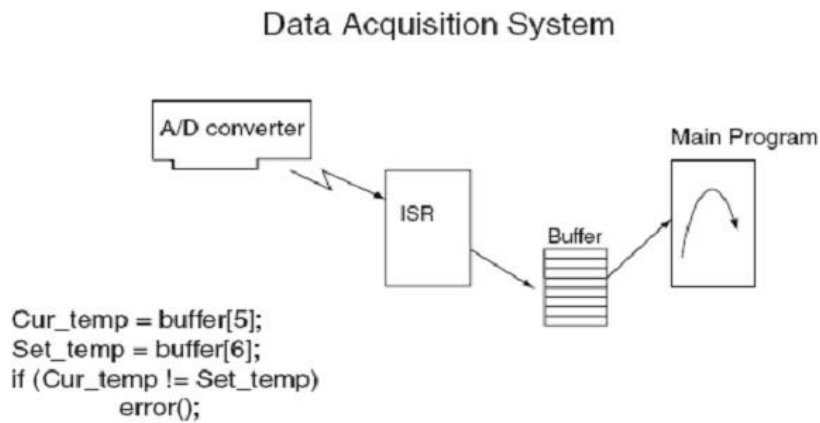 Data Acquisition System
A/D converter
Main Program
ISR
Buffer
Cur_temp = buffer[5];
Set_temp = buffer[6];
if (Cur_temp != Set_temp)
error();